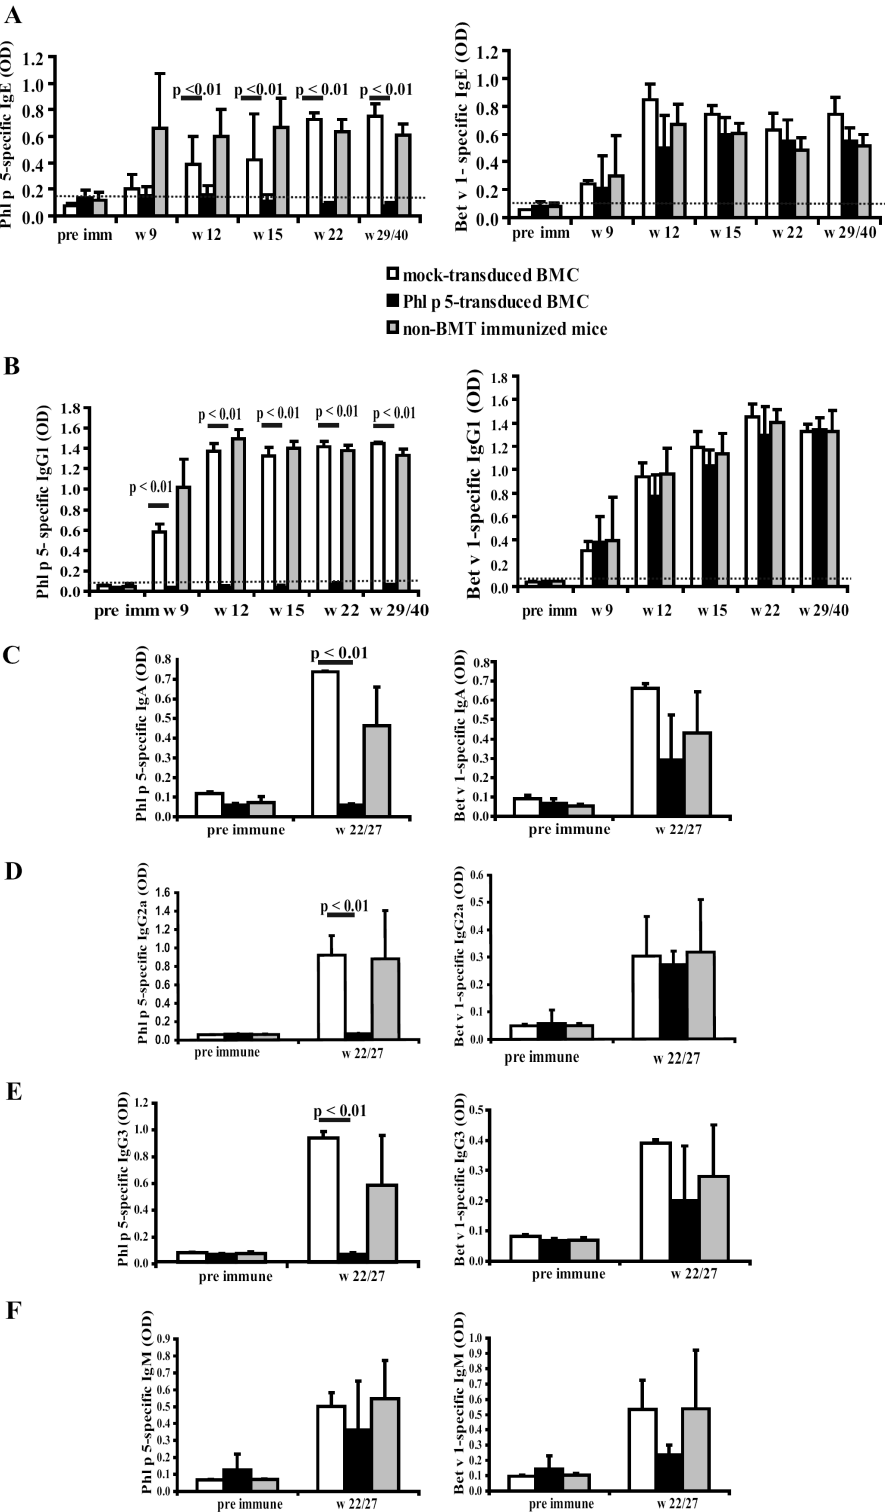 A
Phl p 5-specific IgE (OD)
1.2
1.0
0.8
0.6
0.4
0.2
0.0
p <0.01 p <0.01 p <0.01 p <0.01
pre imm w 9 w 12 w 15 w 22 w 29/40
Bet v 1- specific IgE (OD)
1.2
1.0
0.8
0.6
0.4
0.2
0.0
pre imm w 9 w 12 w 15 w 22 w 29/40
mock-transduced BMC
Phl p 5-transduced BMC
non-BMT immunized mice
B
Phl p 5- specific IgG1 (OD)
1.8
1.6
1.4
1.2
1.0
0.8
0.6
0.4
0.2
0.0
p < 0.01 p < 0.01 p < 0.01 p < 0.01 p < 0.01
pre imm w 9 w 12 w 15 w 22 w 29/40
Bet v 1-specific IgG1 (OD)
1.8
1.6
1.4
1.2
1.0
0.8
0.6
0.4
0.2
0.0
pre imm w 9 w 12 w 15 w 22 w 29/40
C
Phl p 5-specific IgA (OD)
0.8
0.7
0.6
0.5
0.4
0.3
0.2
0.1
0.0
p < 0.01
pre immune w 22/27
Bet v 1-specific IgA (OD)
0.8
0.7
0.6
0.5
0.4
0.3
0.2
0.1
0.0
pre immune w 22/27
D
Phl p 5-specific IgG2a (OD)
1.6
1.4
1.2
1.0
0.8
0.6
0.4
0.2
0.0
p < 0.01
pre immune w 22/27
Bet v 1-specific IgG2a (OD)
0.6
0.5
0.4
0.3
0.2
0.1
0.0
pre immune w 22/27
E
Phl p 5-specific IgG3 (OD)
1.2
1.0
0.8
0.6
0.4
0.2
0.0
p < 0.01
pre immune w 22/27
Bet v 1-specific IgG3 (OD)
0.5
0.4
0.3
0.2
0.1
0.0
pre immune w 22/27
F
Phl p 5-specific IgM (OD)
0.9
0.8
0.7
0.6
0.5
0.4
0.3
0.2
0.1
0.0
pre immune w 22/27
Bet v 1-specific IgM (OD)
1.0
0.9
0.8
0.7
0.6
0.5
0.4
0.3
0.2
0.1
0.0
pre immune w 22/27